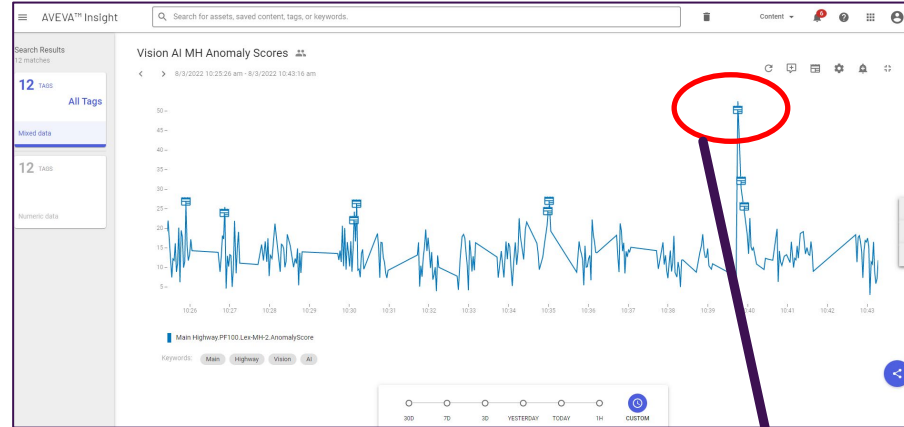 AVEVA™ Insight
Search for assets, saved content, tags, or keywords.
Content
6
Search Results
12 matches
12 TAGS
All Tags
Mixed data
12 TAGS
Numeric data
Vision AI MH Anomaly Scores
8/3/2022 10:25:26 am - 8/3/2022 10:43:16 am
50
45
40
35
30
25
20
15
10
5
10:26 10:27 10:28 10:29 10:30 10:31 10:32 10:33 10:34 10:35 10:36 10:37 10:38 10:39 10:40 10:41 10:42 10:43
Main Highway.PF100.Lex-MH-2.AnomalyScore
Keywords: Main Highway Vision AI
30D 7D 3D YESTERDAY TODAY 1H CUSTOM